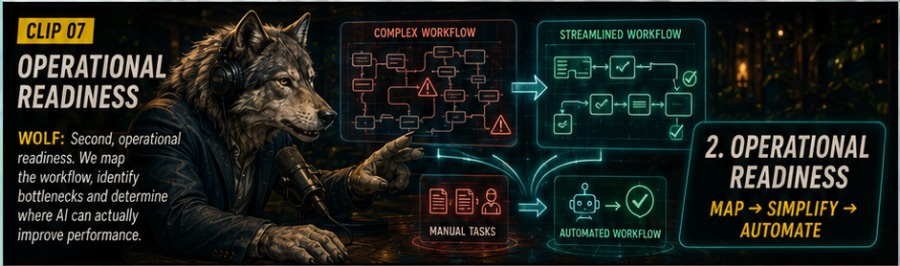 CLIP 07
OPERATIONAL
READINESS
WOLF: Second, operational
readiness. We map
the workflow, identify
bottlenecks and determine
where AI can actually
improve performance.
COMPLEX WORKFLOW
STREAMLINED WORKFLOW
MANUAL TASKS
AUTOMATED WORKFLOW
2. OPERATIONAL
READINESS
MAP → SIMPLIFY →
AUTOMATE